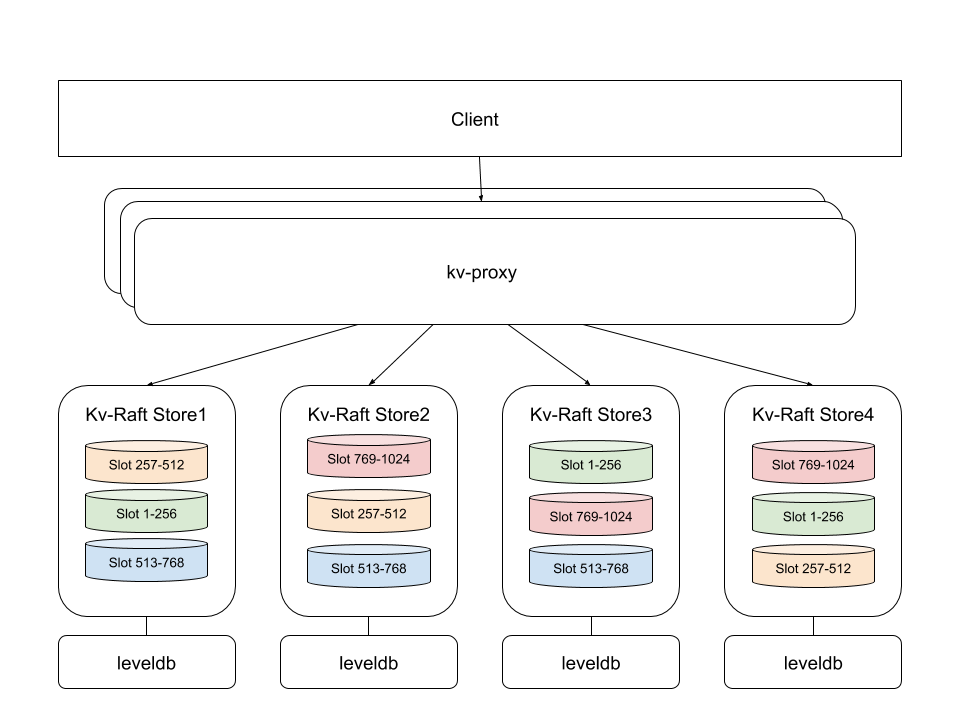 Client
kv-proxy
Kv-Raft Store1
Slot 257-512
Slot 1-256
Slot 513-768
leveldb
Kv-Raft Store2
Slot 769-1024
Slot 257-512
Slot 513-768
leveldb
Kv-Raft Store3
Slot 1-256
Slot 769-1024
Slot 513-768
leveldb
Kv-Raft Store4
Slot 769-1024
Slot 1-256
Slot 257-512
leveldb